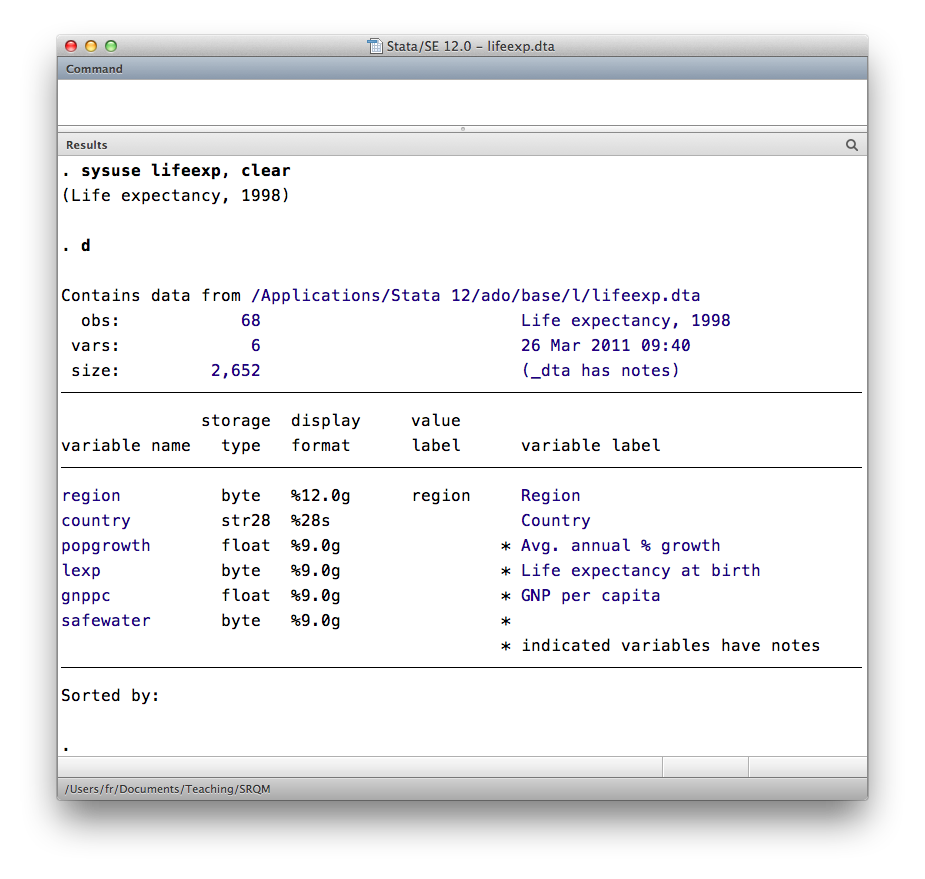 Stata/SE 12.0 – lifeexp.dta
Command
Results
. sysuse lifeexp, clear
(Life expectancy, 1998)
. d
Contains data from /Applications/Stata 12/ado/base/l/lifeexp.dta
obs: 68 Life expectancy, 1998
vars: 6 26 Mar 2011 09:40
size: 2,652 (_dta has notes)
storage display value
variable name type format label variable label
region byte %12.0g region Region
country str28 %28s Country
popgrowth float %9.0g * Avg. annual % growth
lexp byte %9.0g * Life expectancy at birth
gnppc float %9.0g * GNP per capita
safewater byte %9.0g *
* indicated variables have notes
Sorted by:
.
/Users/fr/Documents/Teaching/SRQM